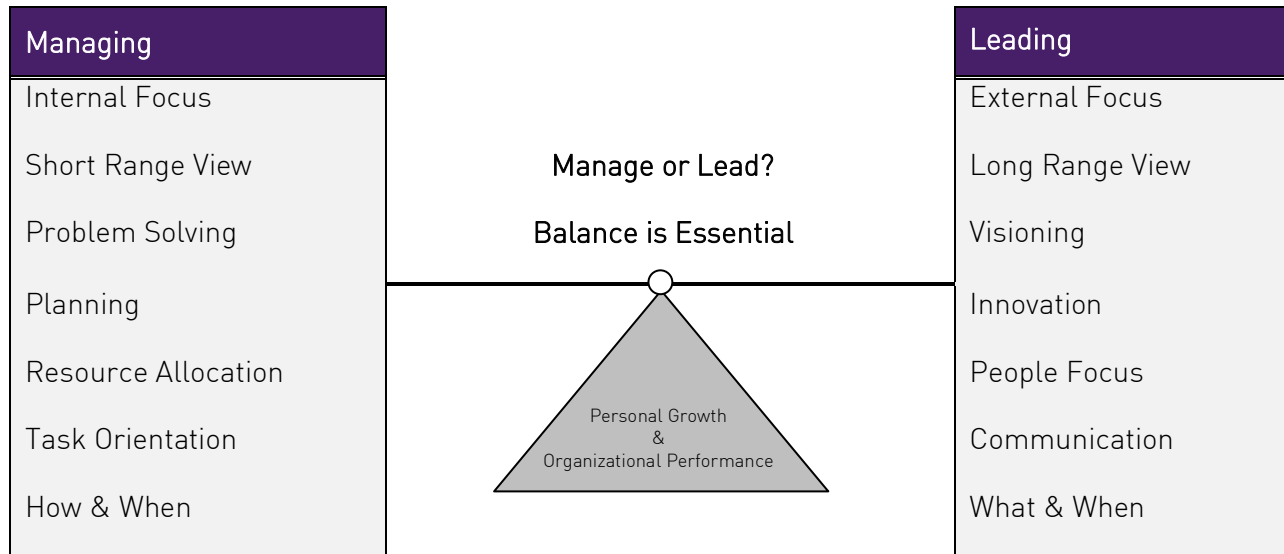 Managing
Internal Focus
Short Range View
Problem Solving
Planning
Resource Allocation
Task Orientation
How & When
Manage or Lead?
Balance is Essential
Personal Growth
&
Organizational Performance
Leading
External Focus
Long Range View
Visioning
Innovation
People Focus
Communication
What & When